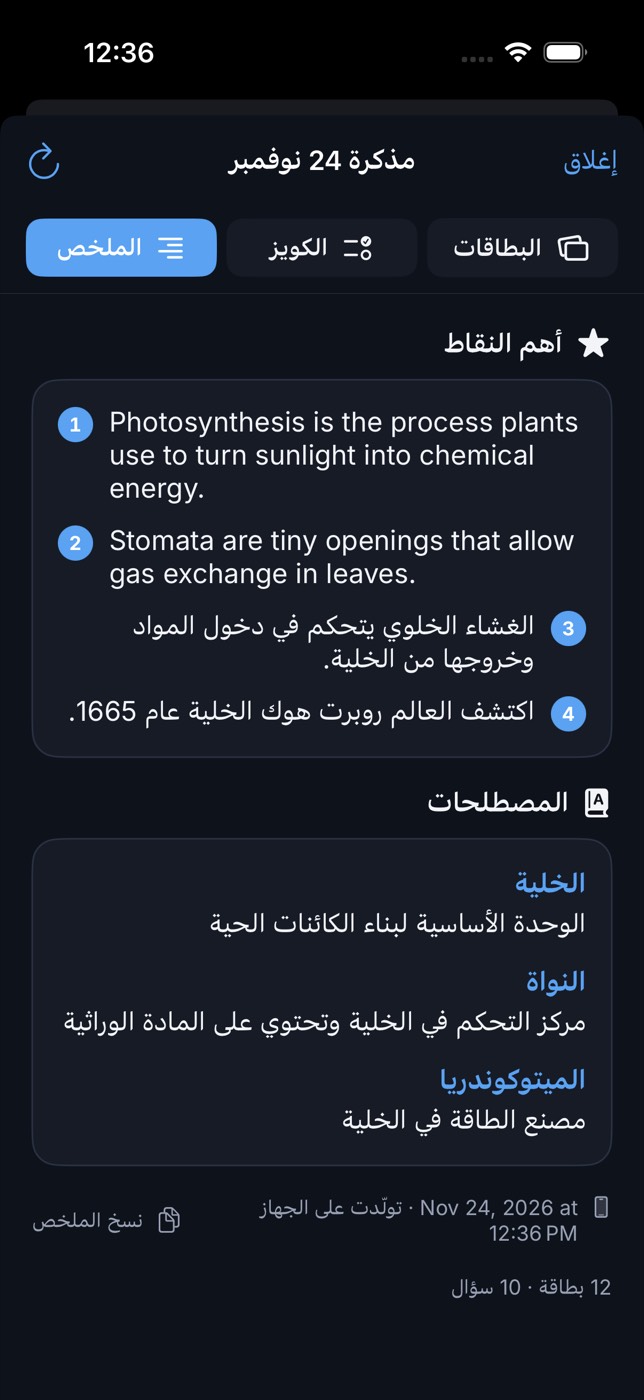 12:36
إغلاق
مذكرة 24 نوفمبر
البطاقات
الكويز
الملخص
أهم النقاط
1 Photosynthesis is the process plants
use to turn sunlight into chemical
energy.
2 Stomata are tiny openings that allow
gas exchange in leaves.
3 الغشاء الخلوي يتحكم في دخول المواد
وخروجها من الخلية.
4 اكتشف العالم روبرت هوك الخلية عام 1665.
المصطلحات
الخلية
الوحدة الأساسية لبناء الكائنات الحية
النواة
مركز التحكم في الخلية وتحتوي على المادة الوراثية
الميتوكوندريا
مصنع الطاقة في الخلية
Nov 24, 2026 at · تولّدت على الجهاز
12:36 PM
نسخ الملخص
12 بطاقة · 10 سؤال